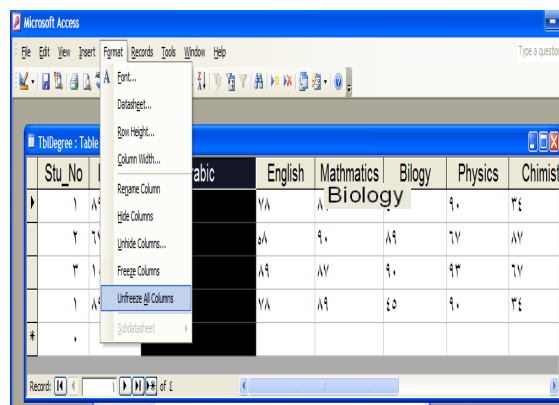 Microsoft Access
File Edit View Insert Format Records Tools Window Help Type a question
Font...
Datasheet...
Row Height...
Column Width...
Rename Column
Hide Columns
Unhide Columns...
Freeze Columns
Unfreeze All Columns
Subdatasheet
TblDegree : Table
Stu_No English Mathmatics Bilogy Physics Chimist
Biology
١ ٧٨ ٩٠ ٣٤
٢ ٥٨ ٩٠ ٨٩ ٦٧ ٨٧
٣ ٨٩ ٨٧ ٩٠ ٩٣ ٦٧
١ ٧٨ ٨٩ ٤٥ ٩٠ ٣٤
٠
Record: ١ of ٤